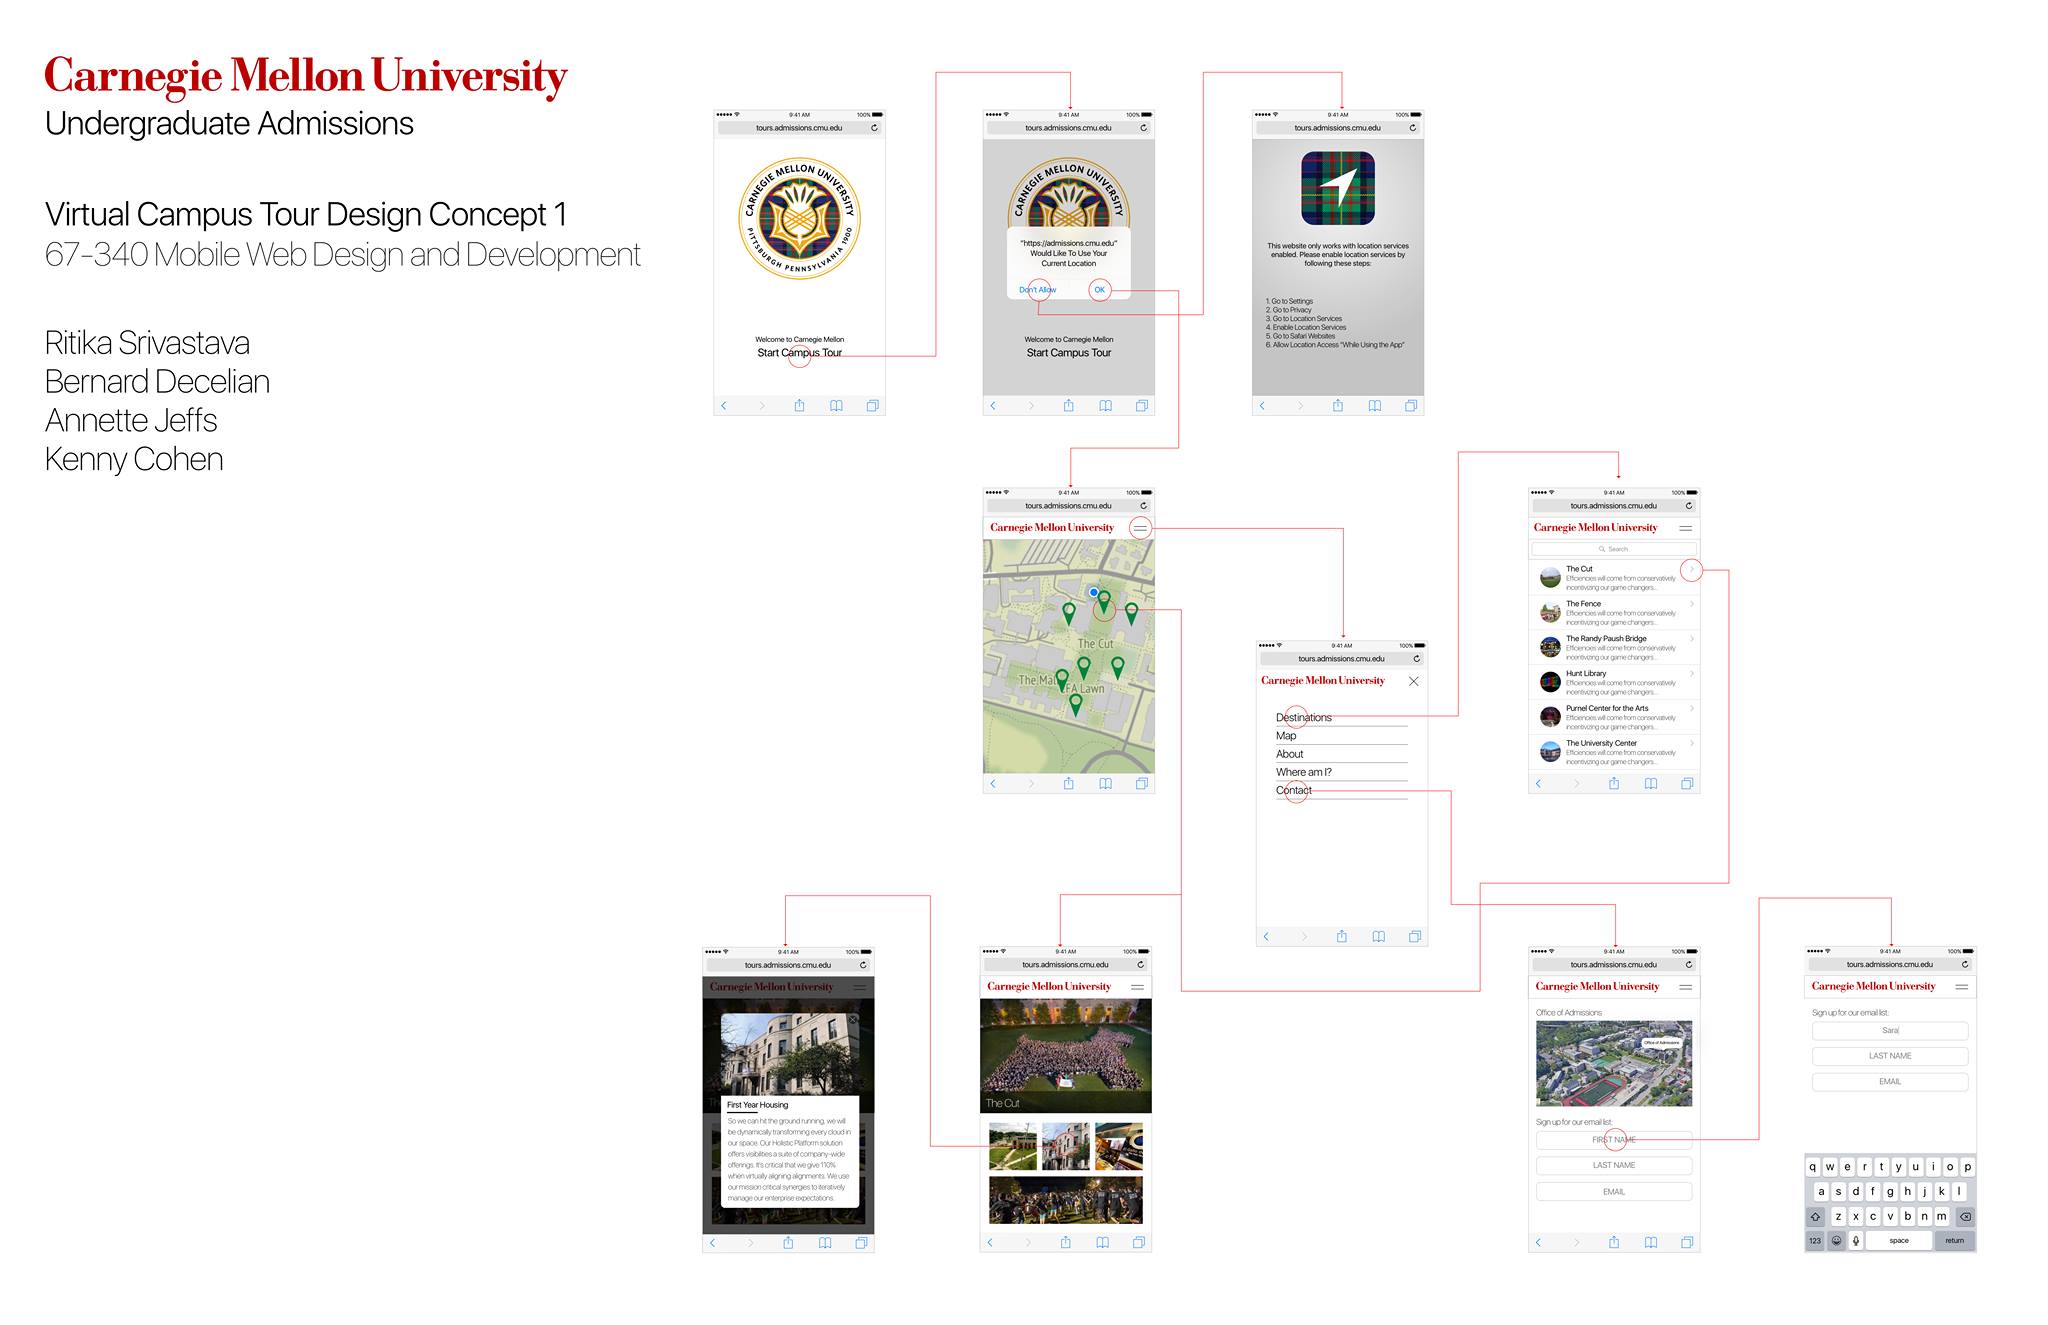 Carnegie Mellon University
Undergraduate Admissions
Virtual Campus Tour Design Concept 1
67-340 Mobile Web Design and Development
Ritika Srivastava
Bernard Decelian
Annette Jeffs
Kenny Cohen
9:41 AM 100%
tours.admissions.cmu.edu
CARNEGIE MELLON UNIVERSITY
PITTSBURGH PENNSYLVANIA 1900
Welcome to Carnegie Mellon
Start Campus Tour
9:41 AM 100%
tours.admissions.cmu.edu
CARNEGIE MELLON UNIVERSITY
"https://admissions.cmu.edu"
Would Like To Use Your
Current Location
Don't Allow OK
Welcome to Carnegie Mellon
Start Campus Tour
9:41 AM 100%
tours.admissions.cmu.edu
This website only works with location services
enabled. Please enable location services by
following these steps:
1. Go to Settings
2. Go to Privacy
3. Go to Location Services
4. Enable Location Services
5. Go to Safari Websites
6. Allow Location Access "While Using the App"
9:41 AM 100%
tours.admissions.cmu.edu
Carnegie Mellon University
The Cut
The Mal
FA Lawn
9:41 AM 100%
tours.admissions.cmu.edu
Carnegie Mellon University
Destinations
Map
About
Where am I?
Contact
9:41 AM 100%
tours.admissions.cmu.edu
Carnegie Mellon University
Search
The Cut
Efficiencies will come from conservatively
incentivizing our game changers...
The Fence
Efficiencies will come from conservatively
incentivizing our game changers...
The Randy Paush Bridge
Efficiencies will come from conservatively
incentivizing our game changers...
Hunt Library
Efficiencies will come from conservatively
incentivizing our game changers...
Purnel Center for the Arts
Efficiencies will come from conservatively
incentivizing our game changers...
The University Center
Efficiencies will come from conservatively
incentivizing our game changers...
9:41 AM 100%
tours.admissions.cmu.edu
Carnegie Mellon University
First Year Housing
So we can hit the ground running, we will
be dynamically transforming every cloud in
our space. Our Holistic Platform solution
offers visibilities a suite of company-wide
offerings. It's critical that we give 110%
when virtually aligning alignments. We use
our mission critical synergies to iteratively
manage our enterprise expectations.
9:41 AM 100%
tours.admissions.cmu.edu
Carnegie Mellon University
The Cut
9:41 AM 100%
tours.admissions.cmu.edu
Carnegie Mellon University
Office of Admissions
Office of Admissions
Sign up for our email list:
FIRST NAME
LAST NAME
EMAIL
9:41 AM 100%
tours.admissions.cmu.edu
Carnegie Mellon University
Sign up for our email list:
Sara
LAST NAME
EMAIL
q w e r t y u i o p
a s d f g h j k l
z x c v b n m
123 space return